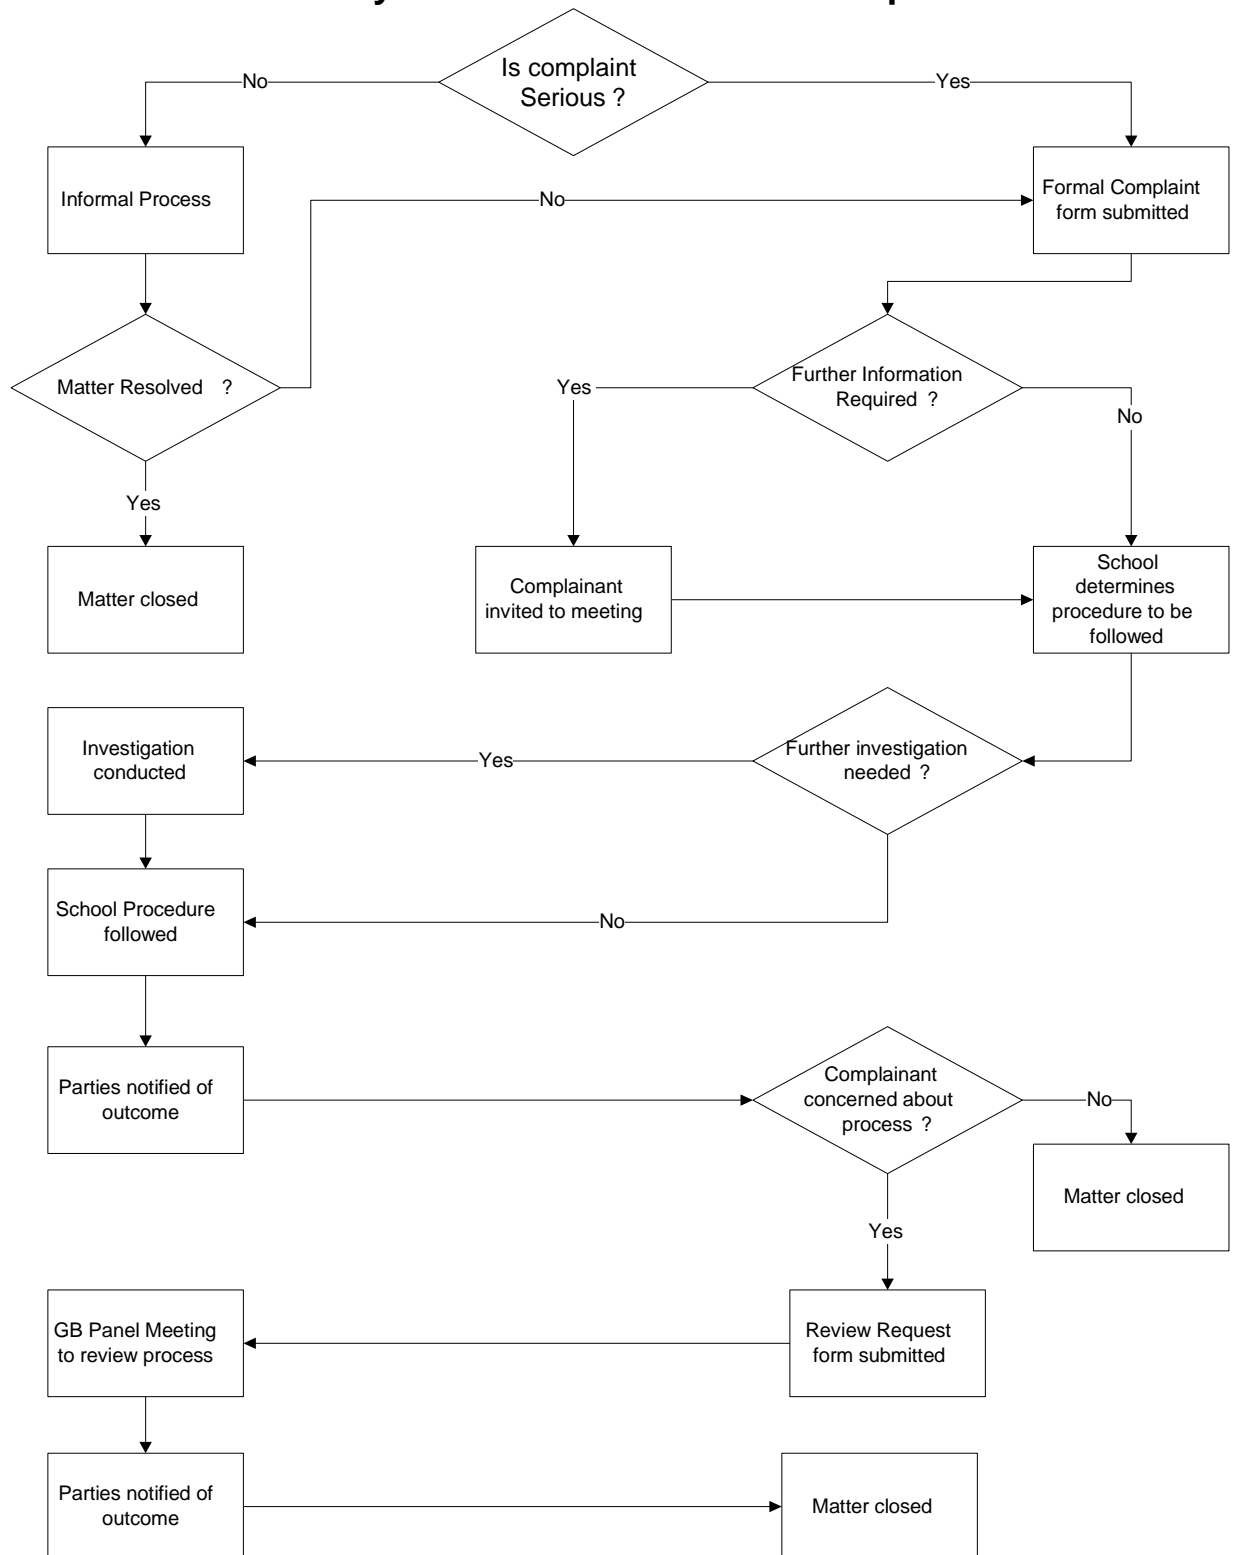 Is complaint
Serious ?
No
Yes
Informal Process
Formal Complaint
form submitted
No
Matter Resolved ?
Further Information
Required ?
Yes
No
Yes
Matter closed
Complainant
invited to meeting
School
determines
procedure to be
followed
Investigation
conducted
Yes
Further investigation
needed ?
School Procedure
followed
No
Parties notified of
outcome
Complainant
concerned about
process ?
No
Matter closed
Yes
GB Panel Meeting
to review process
Review Request
form submitted
Parties notified of
outcome
Matter closed